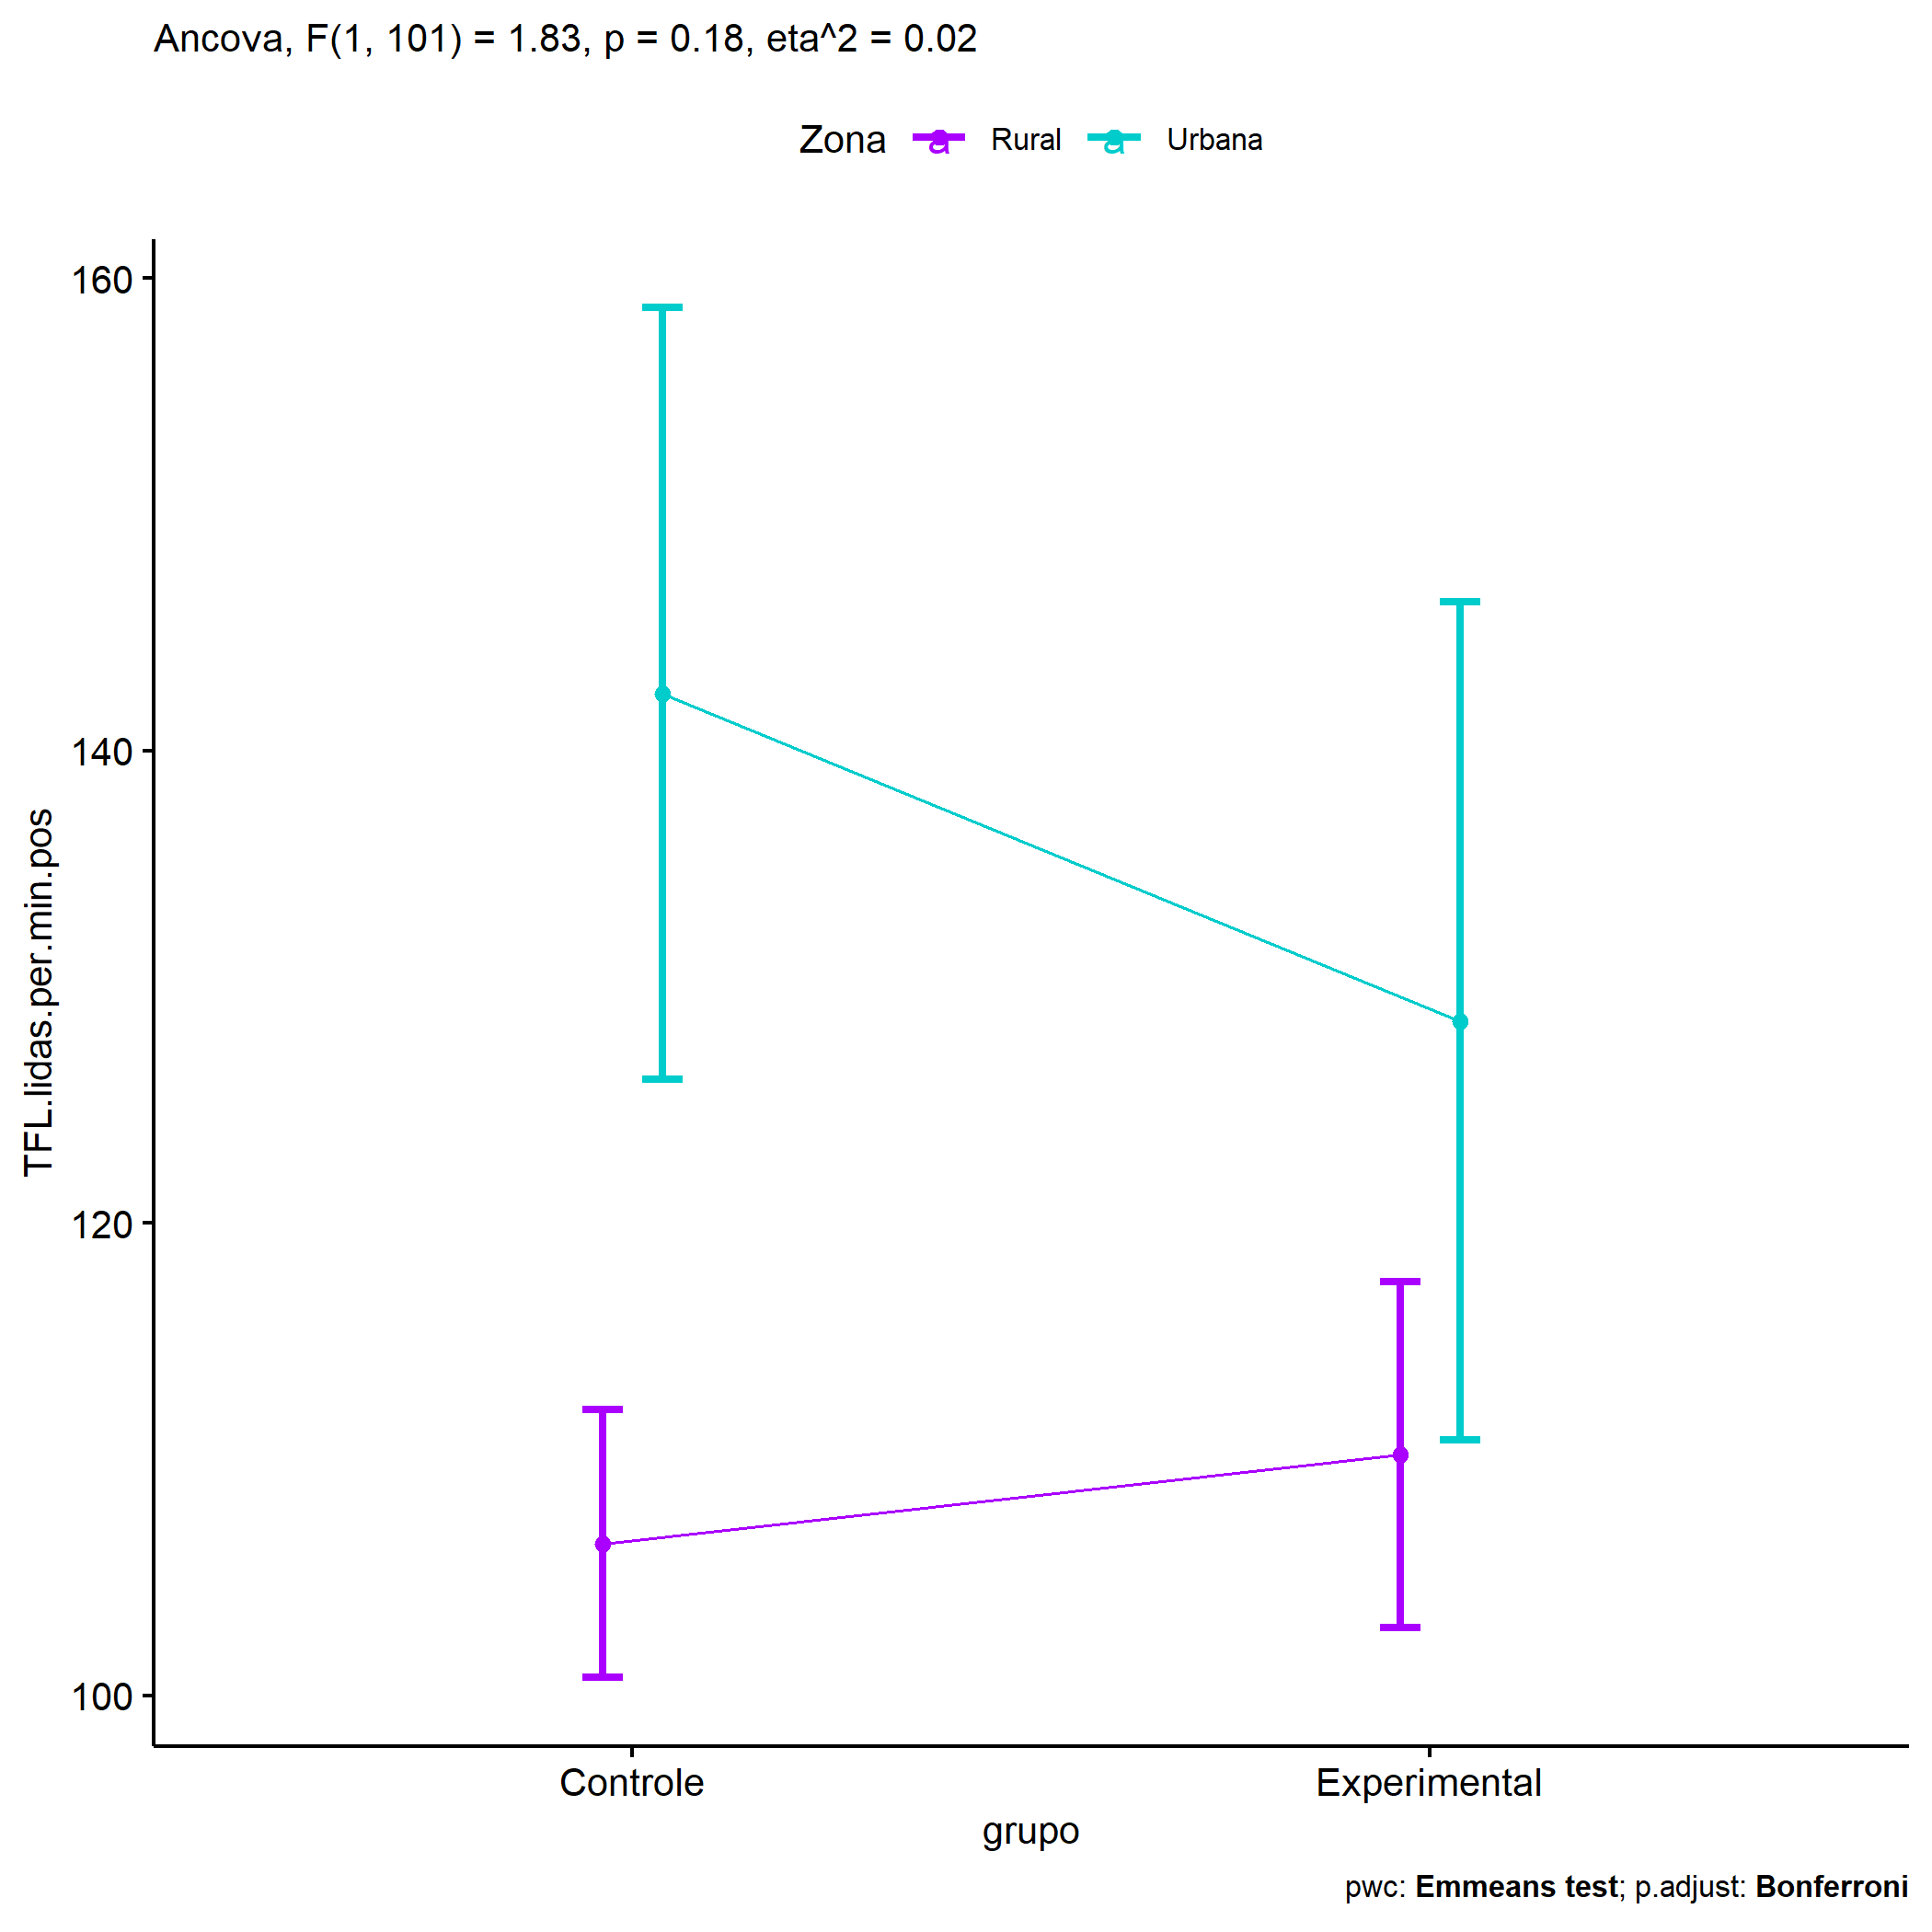 Ancova, F(1, 101) = 1.83, p = 0.18, eta^2 = 0.02
Zona a Rural a Urbana
160
140
120
100
TFL.lidas.per.min.pos
Controle Experimental
grupo
pwc: Emmeans test; p.adjust: Bonferroni